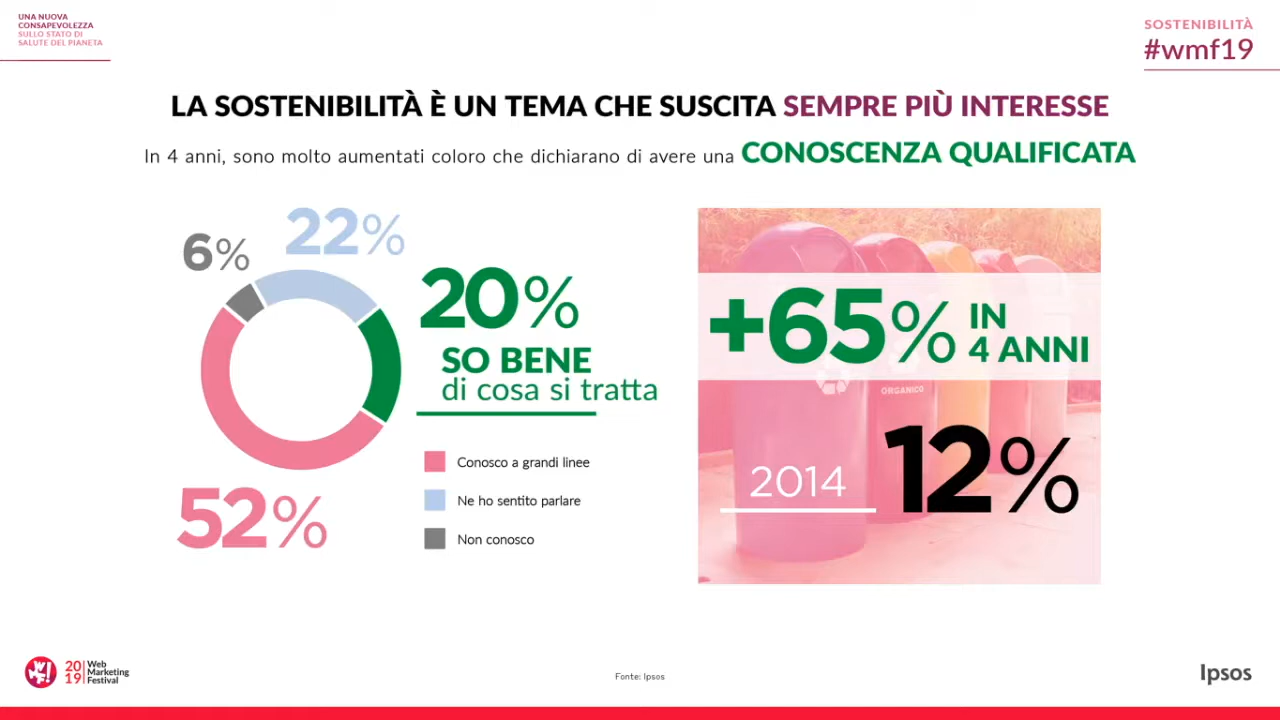 UNA NUOVA
CONSAPEVOLEZZA
SULLO STATO DI
SALUTE DEL PIANETA
SOSTENIBILITÀ
#wmf19
LA SOSTENIBILITÀ È UN TEMA CHE SUSCITA SEMPRE PIÙ INTERESSE
In 4 anni, sono molto aumentati coloro che dichiarano di avere una CONOSCENZA QUALIFICATA
22%
6%
20%
SO BENE
di cosa si tratta
52%
Conosco a grandi linee
Ne ho sentito parlare
Non conosco
+65% IN
4 ANNI
ORGANICO
2014 12%
2019 Web
Marketing
Festival
Fonte: Ipsos
Ipsos